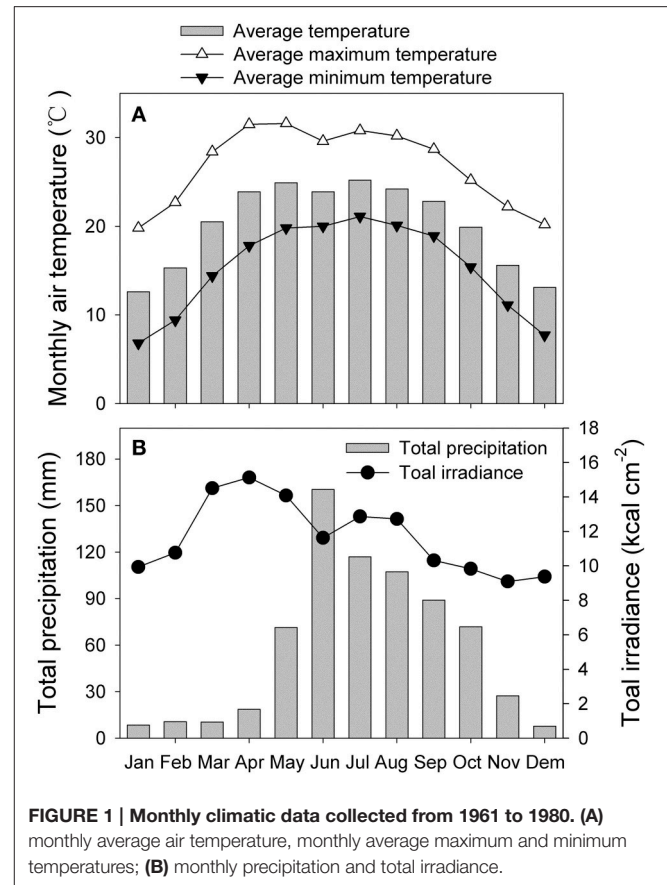 Average temperature
Average maximum temperature
Average minimum temperature
A
Monthly air temperature (℃)
30
20
10
0
B
Total precipitation
Toal irradiance
Total precipitation (mm)
180
150
120
90
60
30
0
18
16
14
12
10
8
6
4
2
0
Toal irradiance (kcal cm⁻²)
Jan Feb Mar Apr May Jun Jul Aug Sep Oct Nov Dem
FIGURE 1 | Monthly climatic data collected from 1961 to 1980. (A)
monthly average air temperature, monthly average maximum and minimum
temperatures; (B) monthly precipitation and total irradiance.